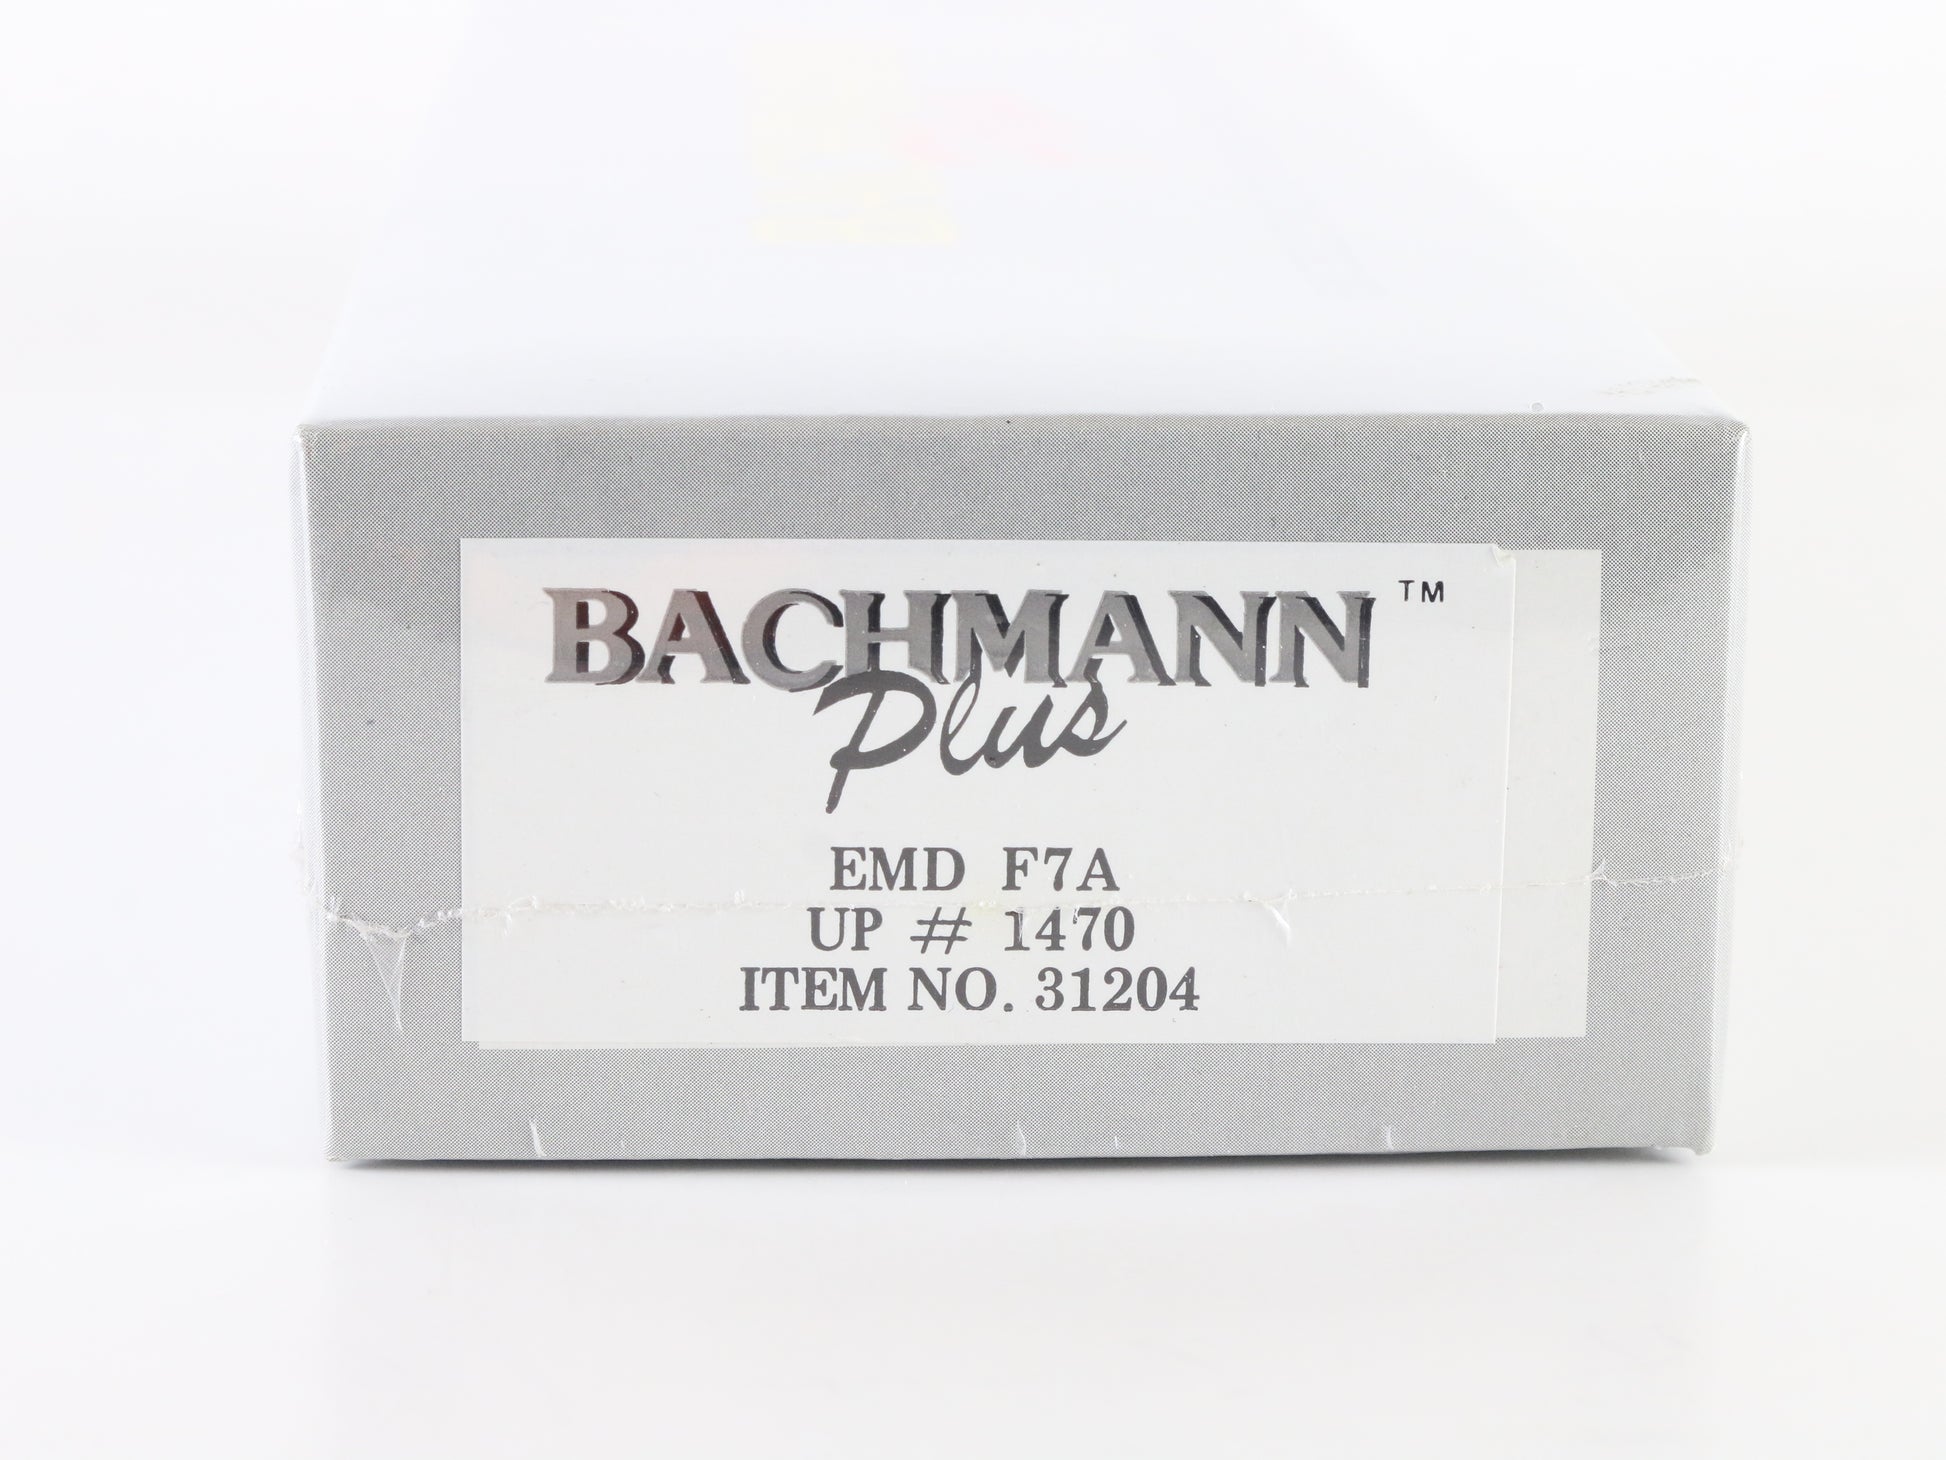 BACHMANN™
Plus
EMD F7A
UP # 1470
ITEM NO. 31204